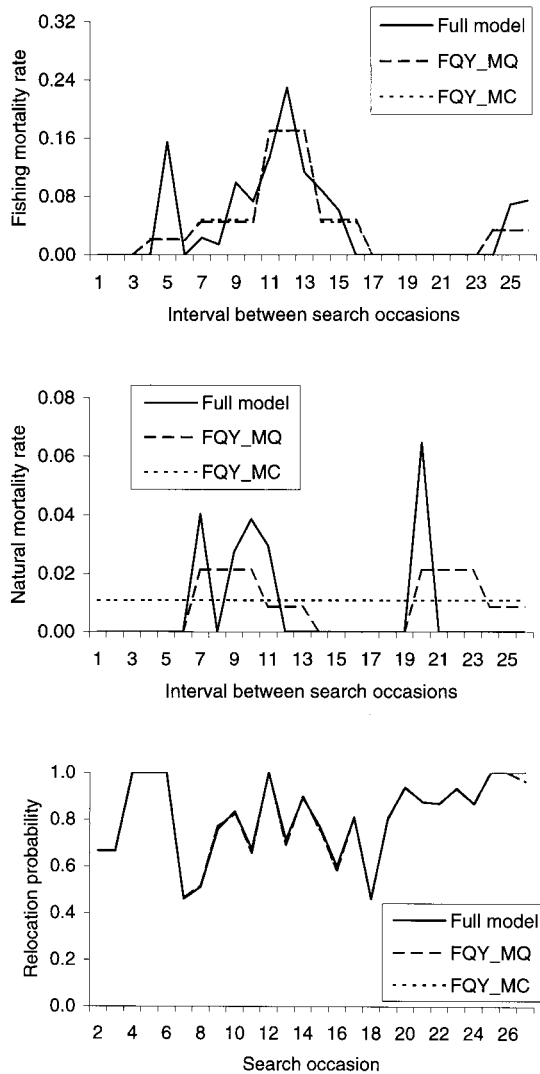 Fishing mortality rate
0.32
0.24
0.16
0.08
0.00
Full model
FQY_MQ
FQY_MC
1 3 5 7 9 11 13 15 17 19 21 23 25
Interval between search occasions
Natural mortality rate
0.08
0.06
0.04
0.02
0.00
Full model
FQY_MQ
FQY_MC
1 3 5 7 9 11 13 15 17 19 21 23 25
Interval between search occasions
Relocation probability
1.0
0.8
0.6
0.4
0.2
0.0
Full model
FQY_MQ
FQY_MC
2 4 6 8 10 12 14 16 18 20 22 24 26
Search occasion